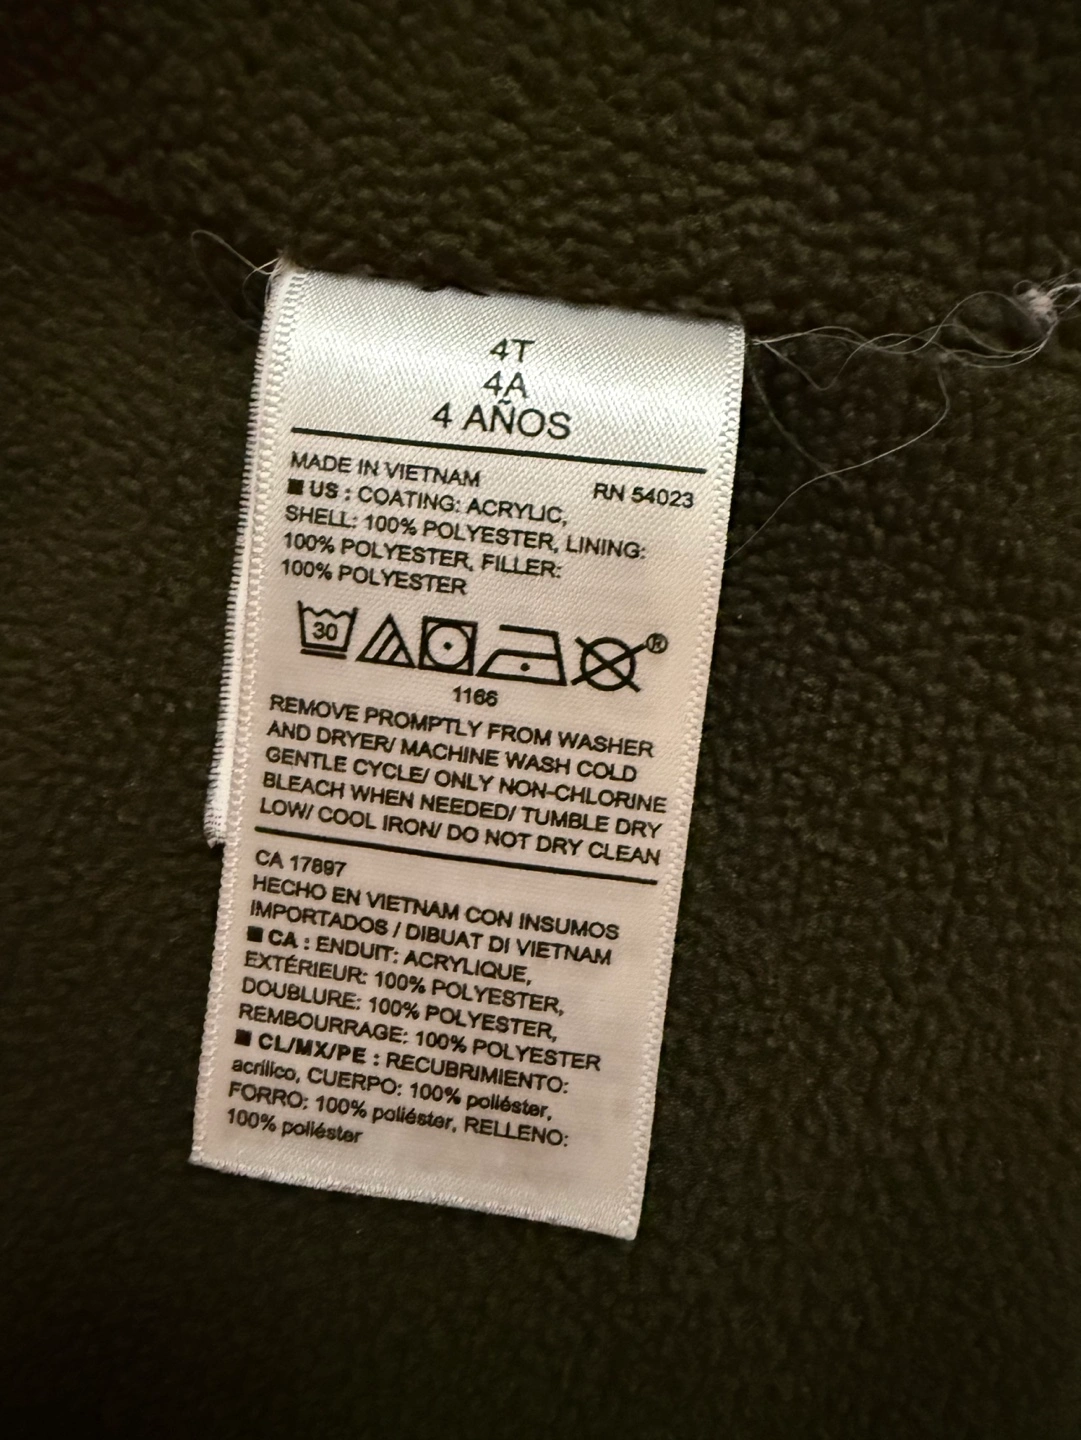 4T
4A
4 AÑOS
MADE IN VIETNAM
RN 54023
■ US : COATING: ACRYLIC,
SHELL: 100% POLYESTER, LINING:
100% POLYESTER, FILLER:
100% POLYESTER
30
®
1166
REMOVE PROMPTLY FROM WASHER
AND DRYER/ MACHINE WASH COLD
GENTLE CYCLE/ ONLY NON-CHLORINE
BLEACH WHEN NEEDED/ TUMBLE DRY
LOW/ COOL IRON/ DO NOT DRY CLEAN
CA 17897
HECHO EN VIETNAM CON INSUMOS
IMPORTADOS / DIBUAT DI VIETNAM
■ CA : ENDUIT: ACRYLIQUE,
EXTÉRIEUR: 100% POLYESTER,
DOUBLURE: 100% POLYESTER,
REMBOURRAGE: 100% POLYESTER
■ CL/MX/PE : RECUBRIMIENTO:
acrílico, CUERPO: 100% poliéster,
FORRO: 100% poliéster, RELLENO:
100% poliéster